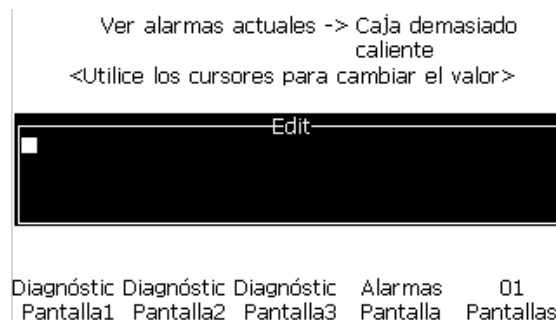 Ver alarmas actuales -> Caja demasiado
caliente
<Utilice los cursores para cambiar el valor>
Edit
Diagnóstic Diagnóstic Diagnóstic Alarmas 01
Pantalla1 Pantalla2 Pantalla3 Pantalla Pantallas